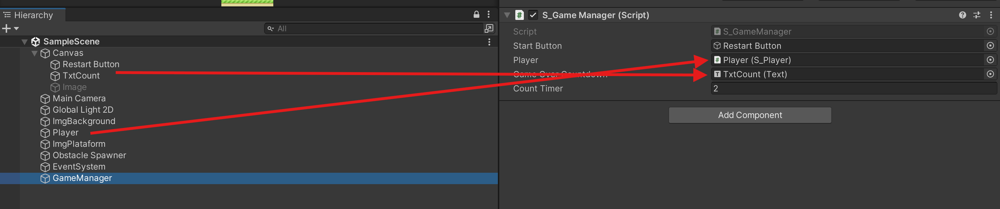 Hierarchy
All
SampleScene
Canvas
Restart Button
TxtCount
Image
Main Camera
Global Light 2D
ImgBackground
Player
ImgPlataform
Obstacle Spawner
EventSystem
GameManager
S_Game Manager (Script)
Script
# S_GameManager
Start Button
Restart Button
Player
# Player (S_Player)
Game Over Countdown
T TxtCount (Text)
Count Timer
2
Add Component